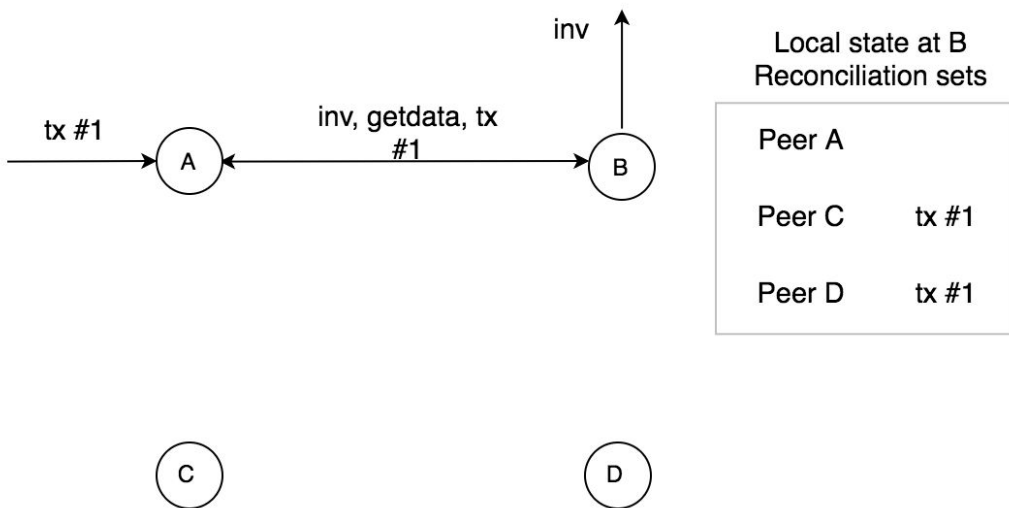 inv
Local state at B
Reconciliation sets
tx #1
inv, getdata, tx
#1
A
B
Peer A
Peer C tx #1
Peer D tx #1
C
D